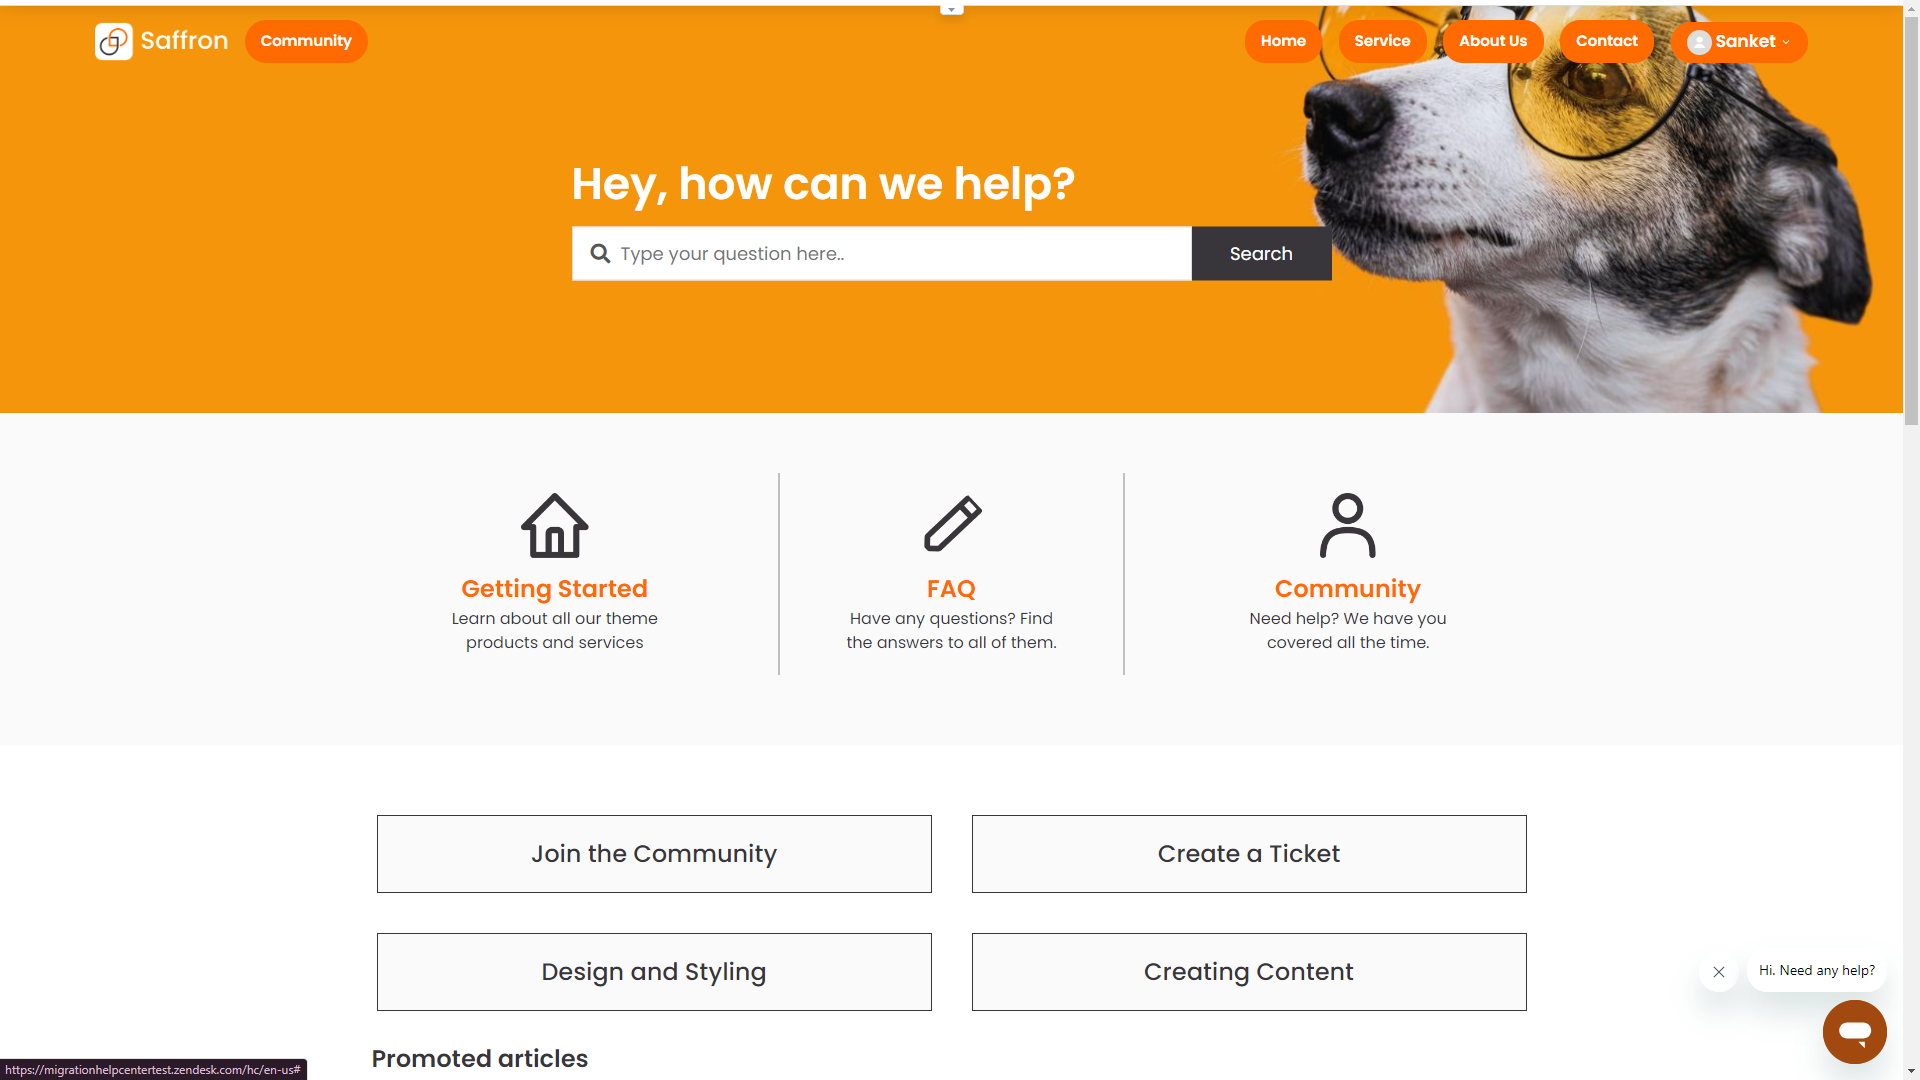 Saffron
Community
Home
Service
About Us
Contact
Sanket
Hey, how can we help?
Type your question here..
Search
Getting Started
Learn about all our theme
products and services
FAQ
Have any questions? Find
the answers to all of them.
Community
Need help? We have you
covered all the time.
Join the Community
Create a Ticket
Design and Styling
Creating Content
Hi. Need any help?
Promoted articles
https://migrationhelpcentertest.zendesk.com/hc/en-us#